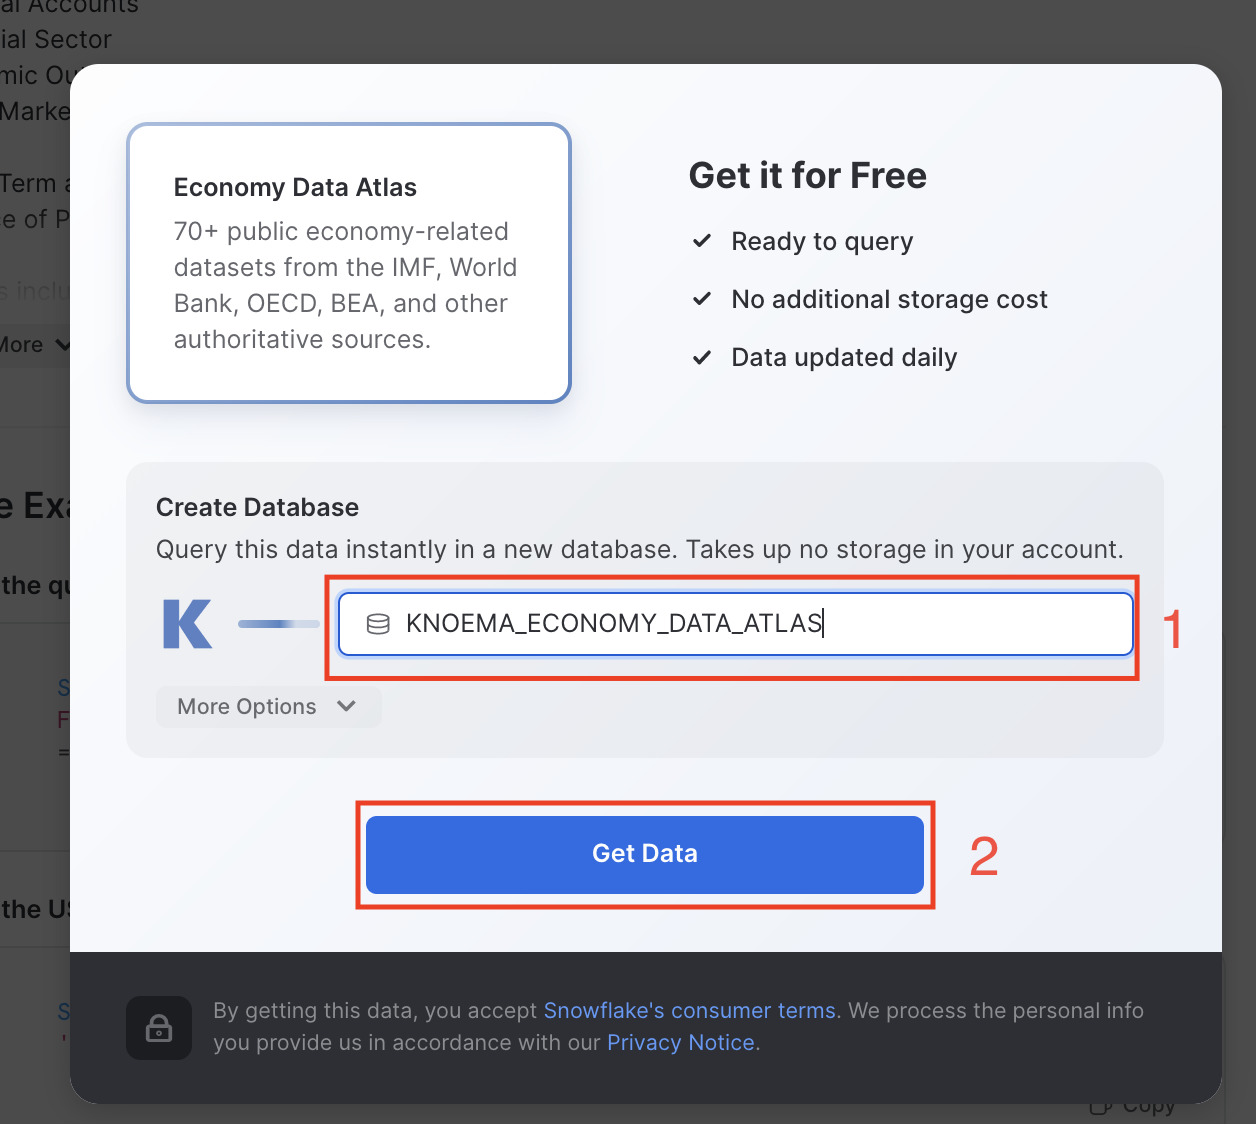 al Accounts
ial Sector
mic Ou
Marke
Term a
e of P
s inclu
More
e Exa
the qu
S
F
=
the US
S
'
Economy Data Atlas
70+ public economy-related
datasets from the IMF, World
Bank, OECD, BEA, and other
authoritative sources.
Get it for Free
Ready to query
No additional storage cost
Data updated daily
Create Database
Query this data instantly in a new database. Takes up no storage in your account.
K
KNOEMA_ECONOMY_DATA_ATLAS
1
More Options
Get Data
2
By getting this data, you accept Snowflake's consumer terms. We process the personal info
you provide us in accordance with our Privacy Notice.
Copy